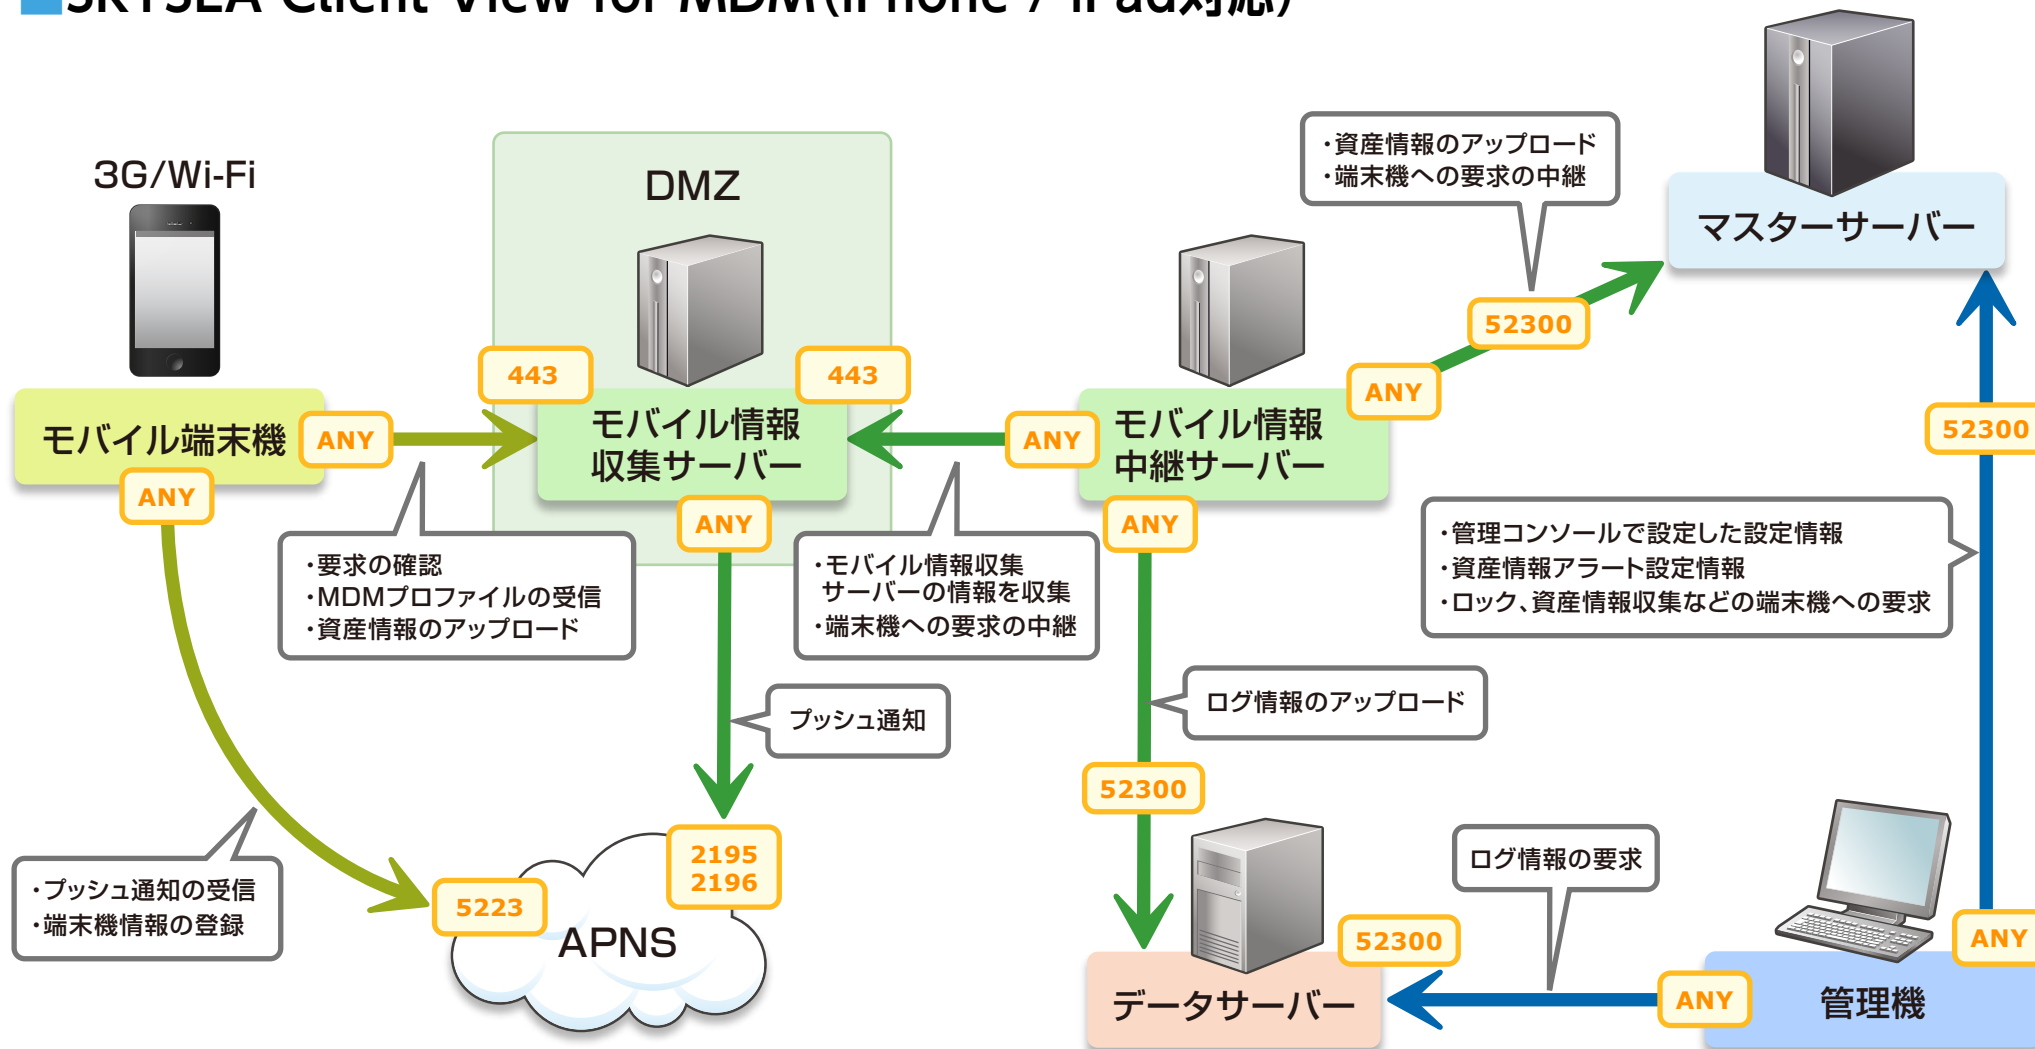 ■SKYSEA Client View for MDM(iPhone / iPad対応)
3G/Wi-Fi
モバイル端末機
ANY
ANY
DMZ
443
443
モバイル情報
収集サーバー
ANY
・要求の確認
・MDMプロファイルの受信
・資産情報のアップロード
ANY
モバイル情報
中継サーバー
ANY
ANY
・モバイル情報収集
サーバーの情報を収集
・端末機への要求の中継
・資産情報のアップロード
・端末機への要求の中継
52300
マスターサーバー
52300
・管理コンソールで設定した設定情報
・資産情報アラート設定情報
・ロック、資産情報収集などの端末機への要求
プッシュ通知
ログ情報のアップロード
52300
・プッシュ通知の受信
・端末機情報の登録
5223
2195
2196
APNS
データサーバー
52300
ログ情報の要求
ANY
ANY
管理機